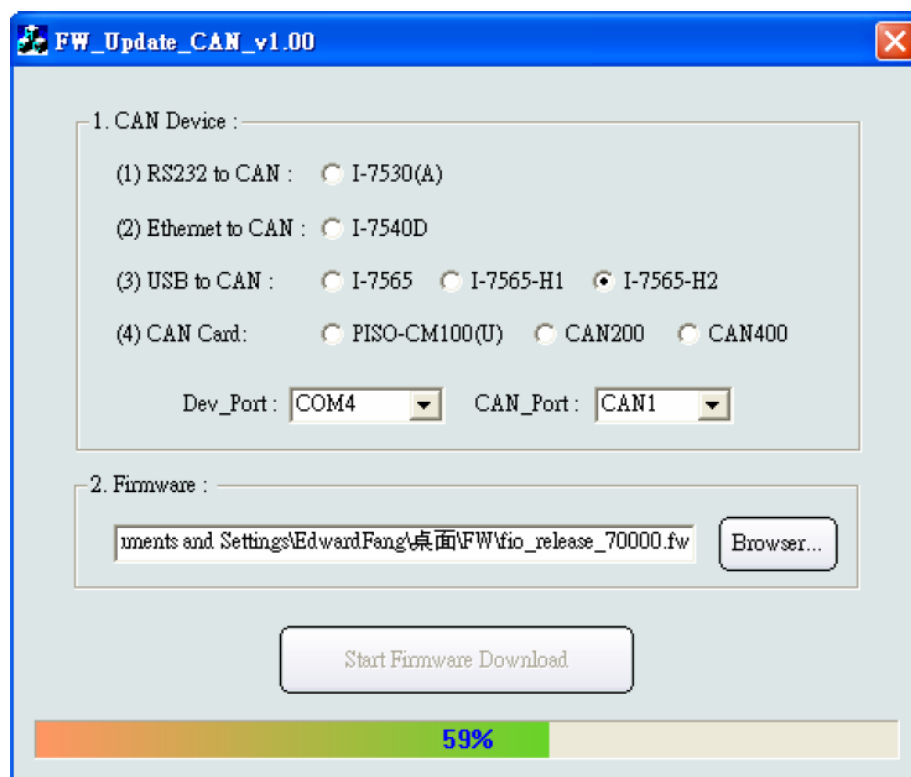 FW_Update_CAN_v1.00
1. CAN Device :
(1) RS232 to CAN : I-7530(A)
(2) Ethernet to CAN : I-7540D
(3) USB to CAN : I-7565 I-7565-H1 I-7565-H2
(4) CAN Card: PISO-CM100(U) CAN200 CAN400
Dev_Port : COM4 CAN_Port : CAN1
2. Firmware :
uments and Settings\EdwardFang\桌面\FW\fio_release_70000.fw Browser...
Start Firmware Download
59%